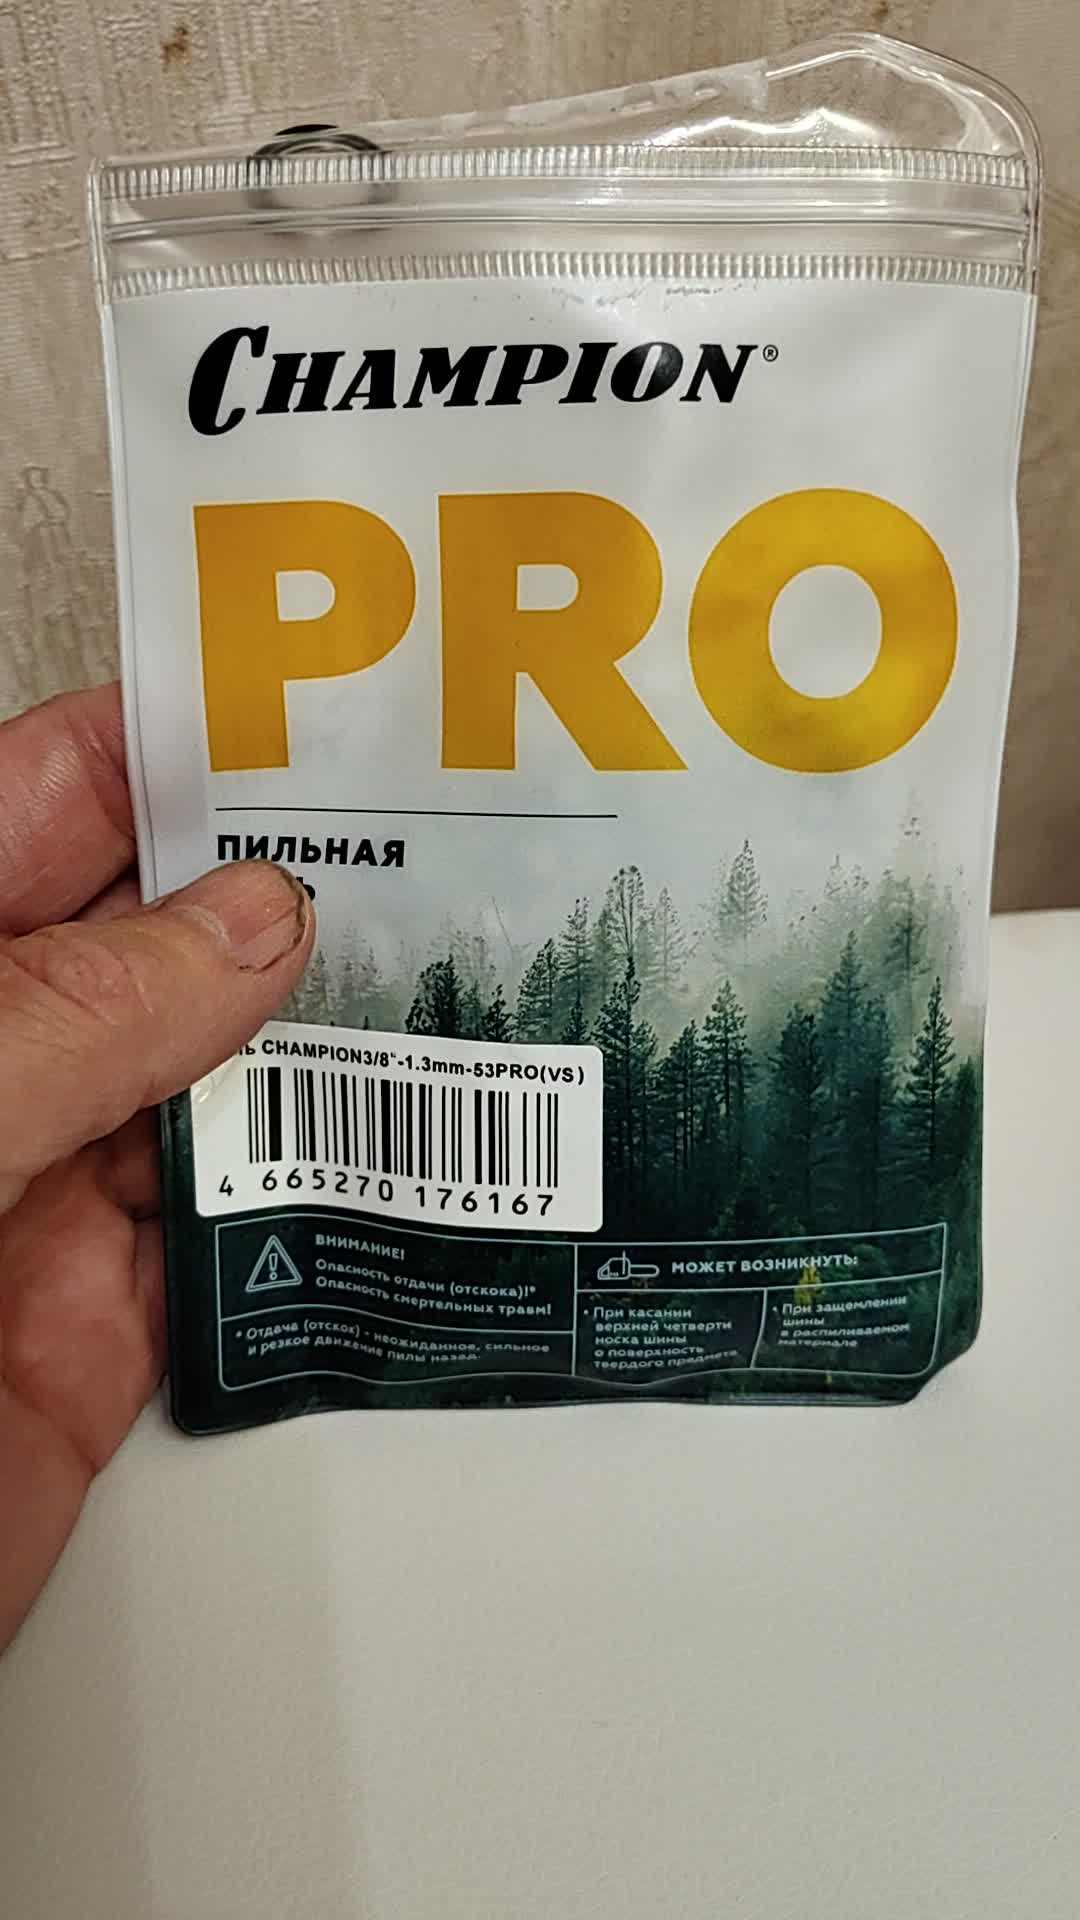 CHAMPION®
PRO
ПИЛЬНАЯ
Ь
ь CHAMPION3/8"-1.3mm-53PRO(VS)
4 665270 176167
ВНИМАНИЕ!
Опасность отдачи (отскока)!*
Опасность смертельных травм!
* Отдача (отскок) - неожиданное, сильное
и резкое движение пилы назад.
МОЖЕТ ВОЗНИКНУТЬ:
• При касании
верхней четверти
носка шины
о поверхность
твердого предмета
• При защемлении
шины
в распиливаемом
материале